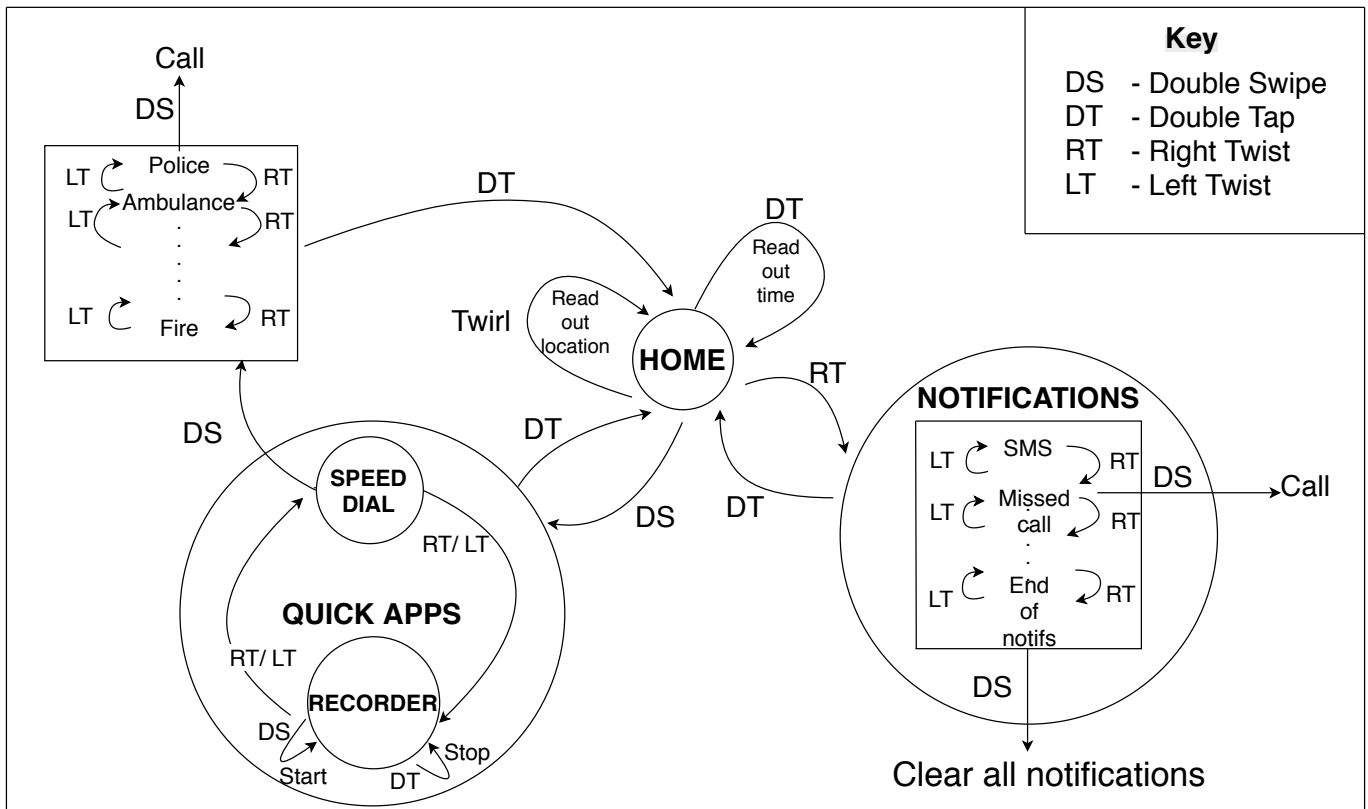 Key
DS - Double Swipe
DT - Double Tap
RT - Right Twist
LT - Left Twist
Call
DS
LT Police RT
LT Ambulance RT
LT Fire RT
DT
DT
Read
out
time
Twirl
Read
out
location
HOME
RT
DS
DT
DS
DT
SPEED
DIAL
RT/ LT
QUICK APPS
RT/ LT
RECORDER
DS
Start
DT
Stop
NOTIFICATIONS
LT SMS RT
DS
Call
LT Missed
call RT
LT End RT
of
notifs
DS
Clear all notifications